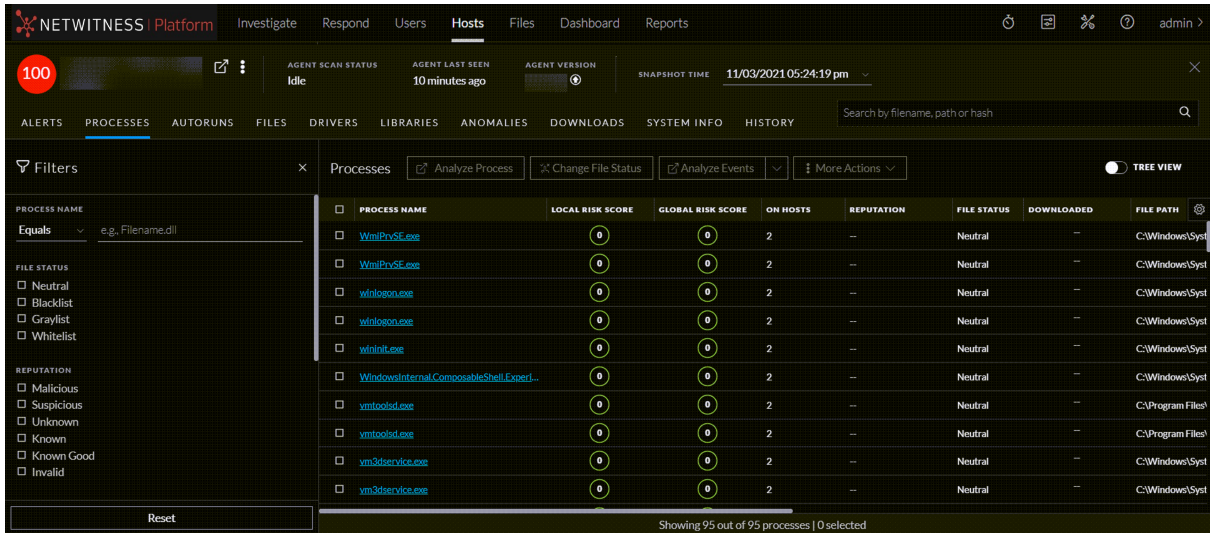 NETWITNESS Platform Investigate Respond Users Hosts Files Dashboard Reports admin >
100 AGENT SCAN STATUS AGENT LAST SEEN AGENT VERSION SNAPSHOT TIME 11/03/2021 05:24:19 pm
Idle 10 minutes ago
ALERTS PROCESSES AUTORUNS FILES DRIVERS LIBRARIES ANOMALIES DOWNLOADS SYSTEM INFO HISTORY Search by filename, path or hash
Filters
PROCESS NAME
Equals e.g., Filename.dll
FILE STATUS
Neutral
Blacklist
Graylist
Whitelist
REPUTATION
Malicious
Suspicious
Unknown
Known
Known Good
Invalid
Reset
Processes Analyze Process Change File Status Analyze Events More Actions TREE VIEW
PROCESS NAME LOCAL RISK SCORE GLOBAL RISK SCORE ON HOSTS REPUTATION FILE STATUS DOWNLOADED FILE PATH
WmiPrvSE.exe 0 0 2 -- Neutral -- C:\Windows\Syst
WmiPrvSE.exe 0 0 2 -- Neutral -- C:\Windows\Syst
winlogon.exe 0 0 2 -- Neutral -- C:\Windows\Syst
winlogon.exe 0 0 2 -- Neutral -- C:\Windows\Syst
wininit.exe 0 0 2 -- Neutral -- C:\Windows\Syst
WindowsInternal.ComposableShell.Experi... 0 0 2 -- Neutral -- C:\Windows\Syst
vmtoolsd.exe 0 0 2 -- Neutral -- C:\Program Files\
vmtoolsd.exe 0 0 2 -- Neutral -- C:\Program Files\
vm3dservice.exe 0 0 2 -- Neutral -- C:\Windows\Syst
vm3dservice.exe 0 0 2 -- Neutral -- C:\Windows\Syst
Showing 95 out of 95 processes | 0 selected